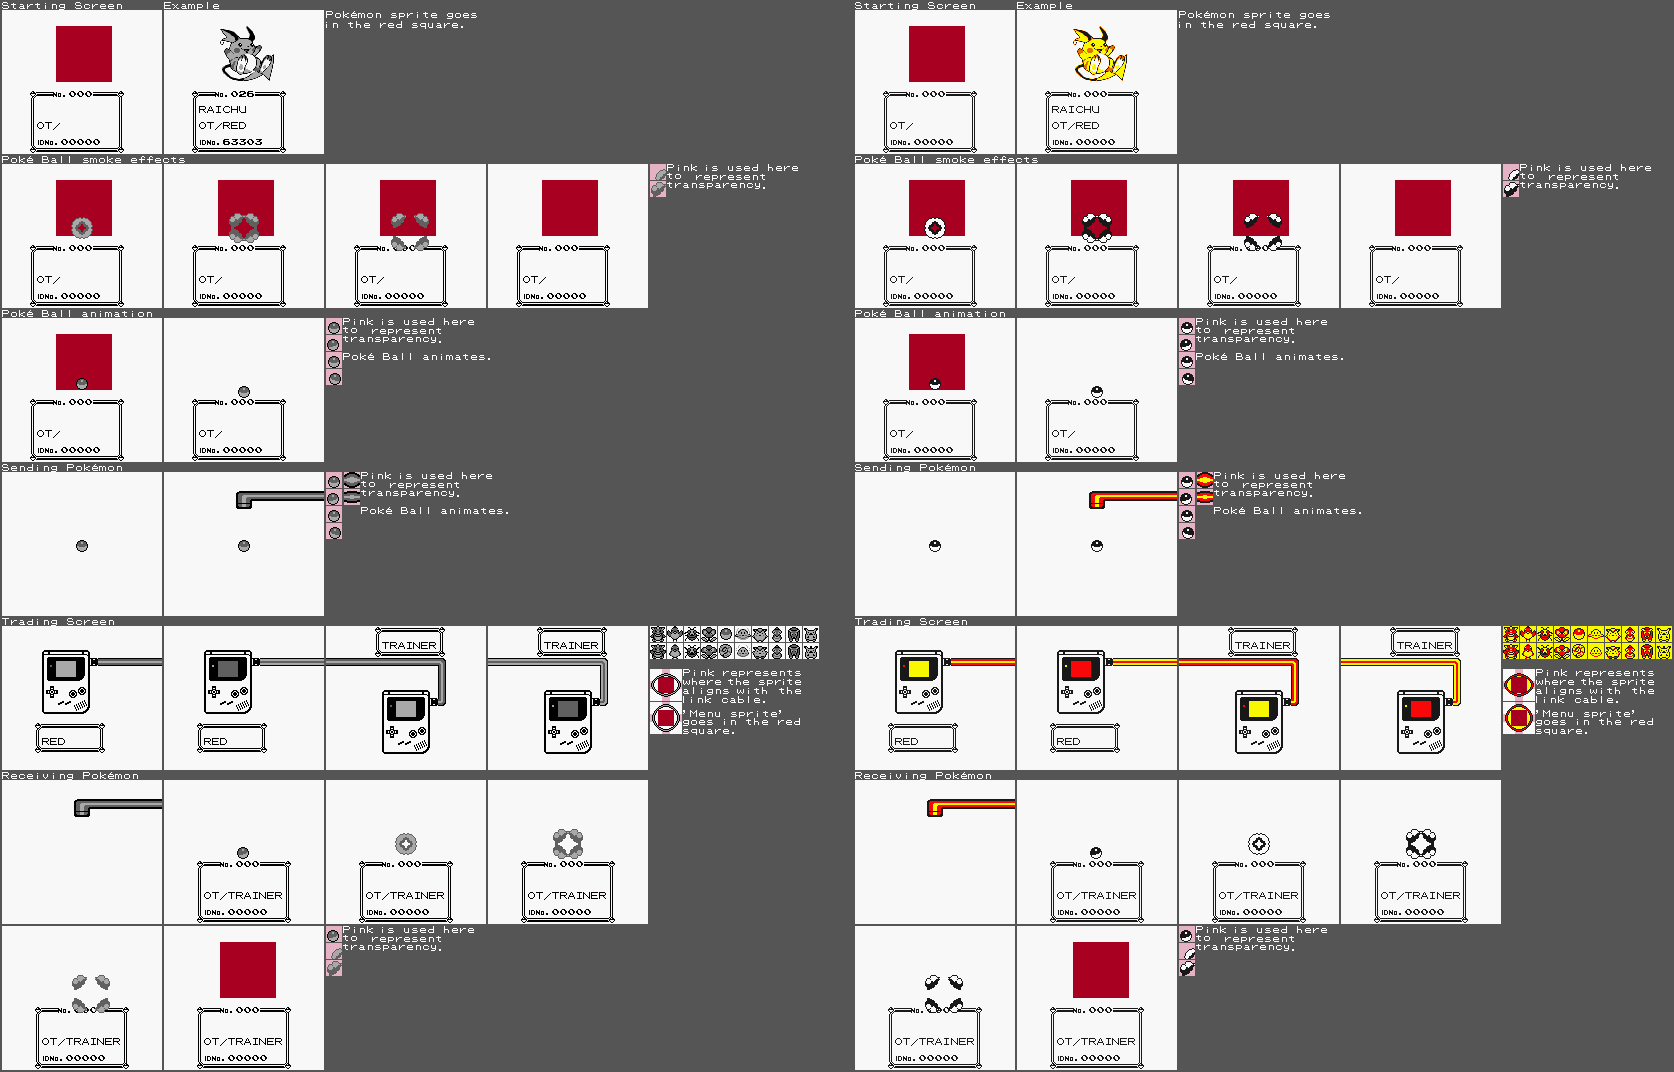 Starting Screen
Example
Pokémon sprite goes
in the red square.
No. 000
OT/
IDNo. 00000
No. 026
RAICHU
OT/RED
IDNo. 63303
Starting Screen
Example
Pokémon sprite goes
in the red square.
No. 000
OT/
IDNo. 00000
No. 026
RAICHU
OT/RED
IDNo. 63303
Poké Ball smoke effects
Pink is used here
to represent
transparency.
No. 000
OT/
IDNo. 00000
No. 000
OT/
IDNo. 00000
No. 000
OT/
IDNo. 00000
No. 000
OT/
IDNo. 00000
Poké Ball smoke effects
Pink is used here
to represent
transparency.
No. 000
OT/
IDNo. 00000
No. 000
OT/
IDNo. 00000
No. 000
OT/
IDNo. 00000
No. 000
OT/
IDNo. 00000
Poké Ball animation
Pink is used here
to represent
transparency.
Poké Ball animates.
No. 000
OT/
IDNo. 00000
No. 000
OT/
IDNo. 00000
Poké Ball animation
Pink is used here
to represent
transparency.
Poké Ball animates.
No. 000
OT/
IDNo. 00000
No. 000
OT/
IDNo. 00000
Sending Pokémon
Pink is used here
to represent
transparency.
Poké Ball animates.
Sending Pokémon
Pink is used here
to represent
transparency.
Poké Ball animates.
Trading Screen
RED
RED
TRAINER
TRAINER
Pink represents
where the sprite
aligns with the
link cable.
'Menu sprite'
goes in the red
square.
Trading Screen
RED
RED
TRAINER
TRAINER
Pink represents
where the sprite
aligns with the
link cable.
'Menu sprite'
goes in the red
square.
Receiving Pokémon
No. 000
OT/TRAINER
IDNo. 00000
No. 000
OT/TRAINER
IDNo. 00000
No. 000
OT/TRAINER
IDNo. 00000
Receiving Pokémon
No. 000
OT/TRAINER
IDNo. 00000
No. 000
OT/TRAINER
IDNo. 00000
No. 000
OT/TRAINER
IDNo. 00000
Pink is used here
to represent
transparency.
No. 000
OT/TRAINER
IDNo. 00000
No. 000
OT/TRAINER
IDNo. 00000
Pink is used here
to represent
transparency.
No. 000
OT/TRAINER
IDNo. 00000
No. 000
OT/TRAINER
IDNo. 00000